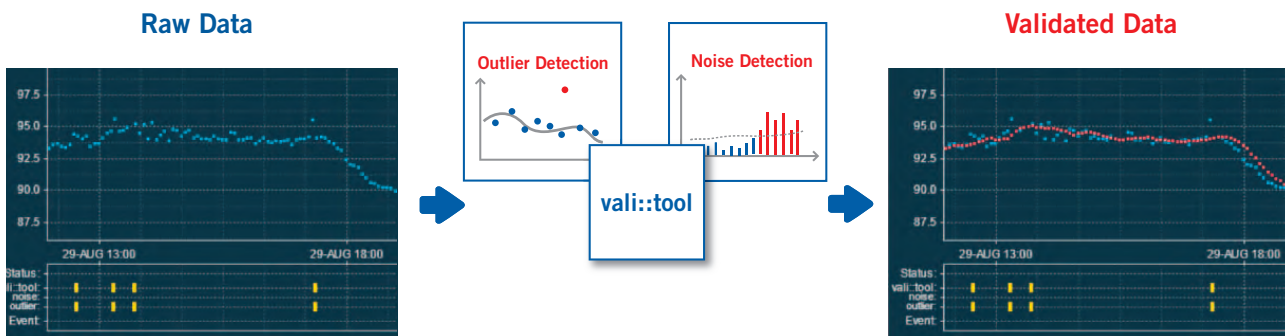 Raw Data
97.5
95.0
92.5
90.0
87.5
29-AUG 13:00
29-AUG 18:00
Status:
li::tool:
noise:
outlier:
Event:
Outlier Detection
Noise Detection
vali::tool
Validated Data
97.5
95.0
92.5
90.0
87.5
29-AUG 13:00
29-AUG 18:00
Status:
vali::tool:
noise:
outlier:
Event: